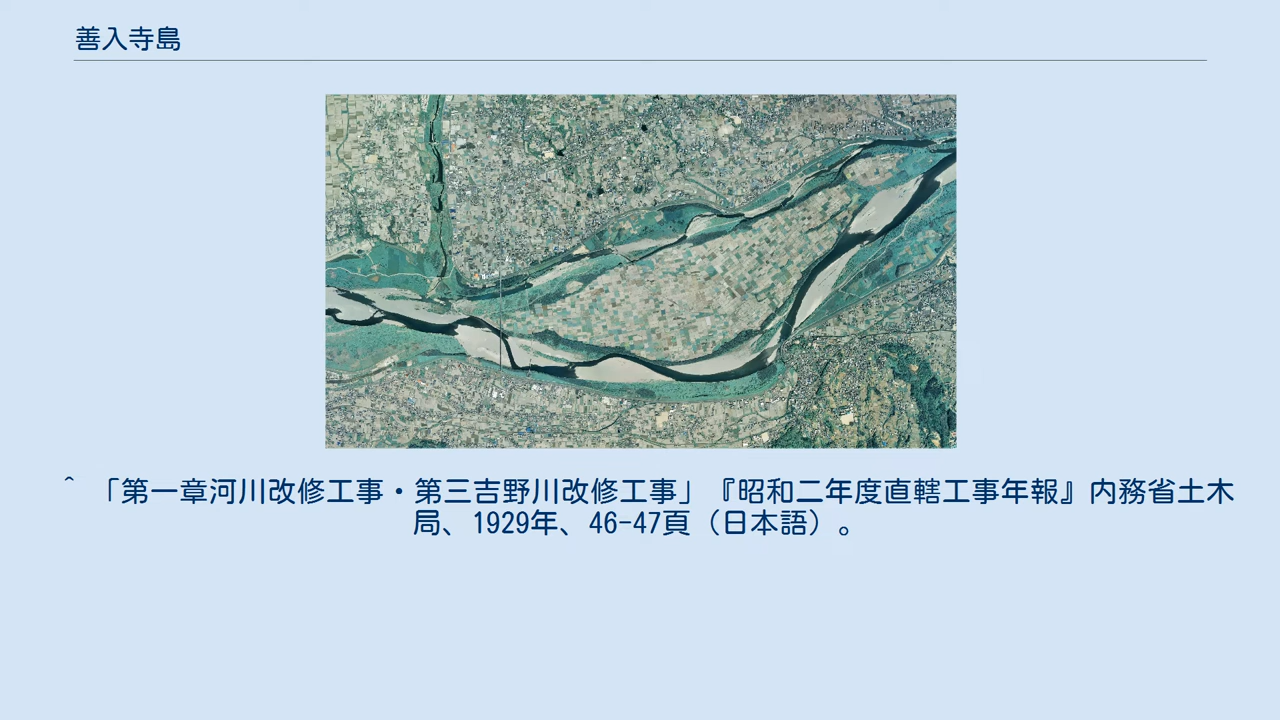 善入寺島
^ 「第一章河川改修工事・第三吉野川改修工事」『昭和二年度直轄工事年報』内務省土木
局、1929年、46-47頁（日本語）。